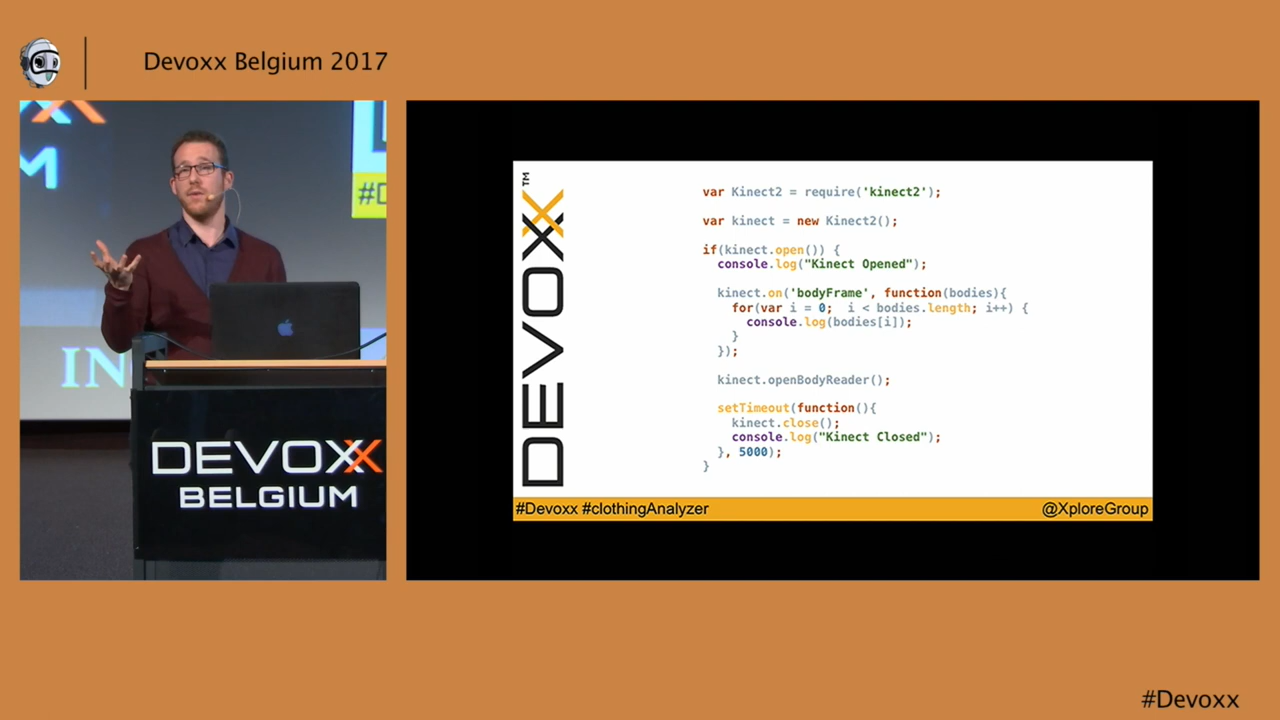 Devoxx Belgium 2017
#D
IN
DEVOXX
BELGIUM
DEVOXX™
var Kinect2 = require('kinect2');
var kinect = new Kinect2();
if(kinect.open()) {
console.log("Kinect Opened");
kinect.on('bodyFrame', function(bodies){
for(var i = 0; i < bodies.length; i++) {
console.log(bodies[i]);
}
});
kinect.openBodyReader();
setTimeout(function(){
kinect.close();
console.log("Kinect Closed");
}, 5000);
}
#Devoxx #clothingAnalyzer
@XploreGroup
#Devoxx